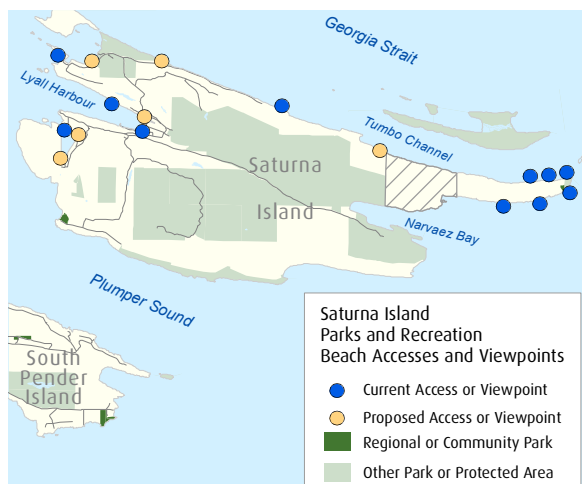 Georgia Strait
Lyall Harbour
Tumbo Channel
Saturna
Island
Narvaez Bay
Plumper Sound
South
Pender
Island
Saturna Island
Parks and Recreation
Beach Accesses and Viewpoints
Current Access or Viewpoint
Proposed Access or Viewpoint
Regional or Community Park
Other Park or Protected Area